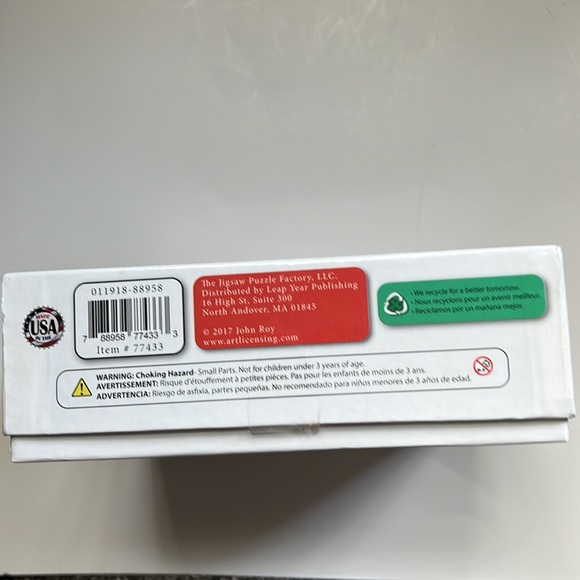 011918-88958
7 88958 77433 3
Item # 77433
MADE
USA
IN THE
The Jigsaw Puzzle Factory, LLC.
Distributed by Leap Year Publishing
16 High St, Suite 300
North Andover, MA 01845
© 2017 John Roy
www.artlicensing.com
• We recycle for a better tomorrow.
• Nous recyclons pour un avenir meilleur.
• Reciclamos por un mañana mejor.
WARNING: Choking Hazard- Small Parts. Not for children under 3 years of age.
AVERTISSEMENT: Risque d'étouffement à petites pièces. Pas pour les enfants de moins de 3 ans.
ADVERTENCIA: Riesgo de asfixia, partes pequeñas. No recomendado para niños menores de 3 años de edad.
0-3